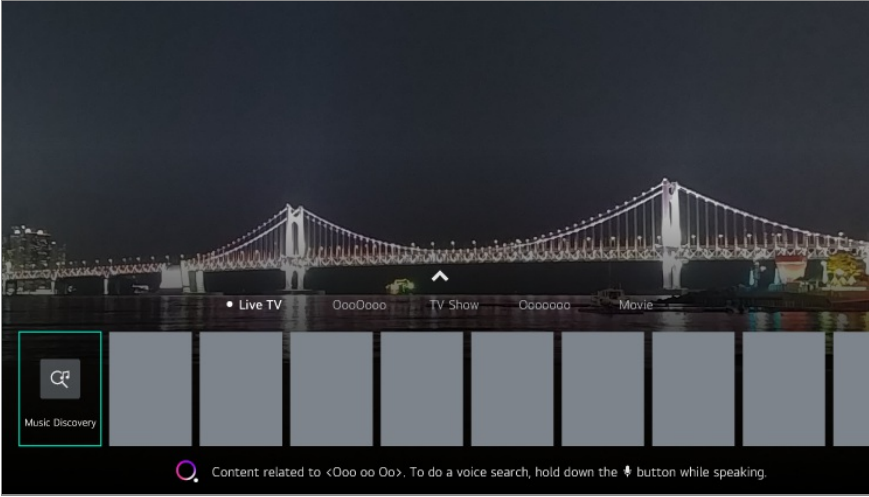 Live TV OooOooo TV Show Ooooooo Movie
Music Discovery
Content related to <Ooo oo Oo>. To do a voice search, hold down the button while speaking.